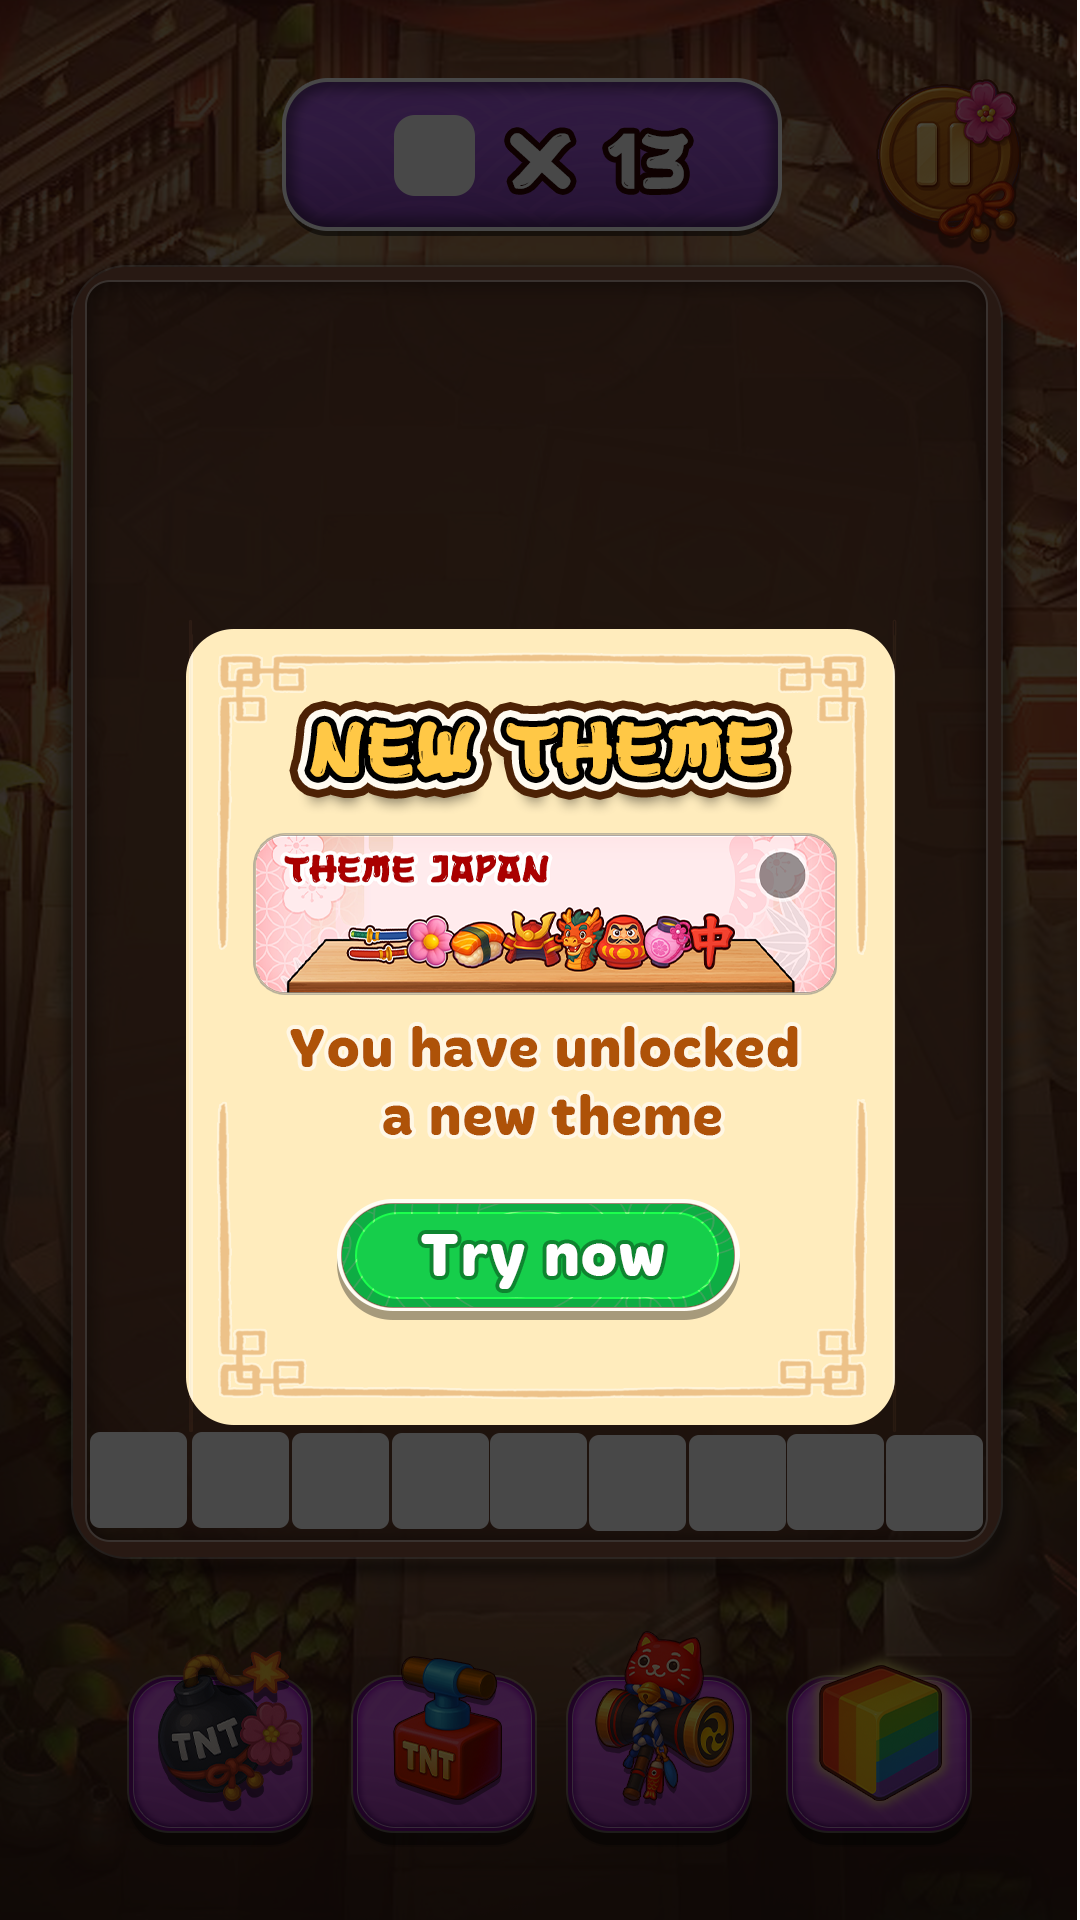 x 13
NEW THEME
THEME JAPAN
中
You have unlocked
a new theme
Try now
TNT
TNT